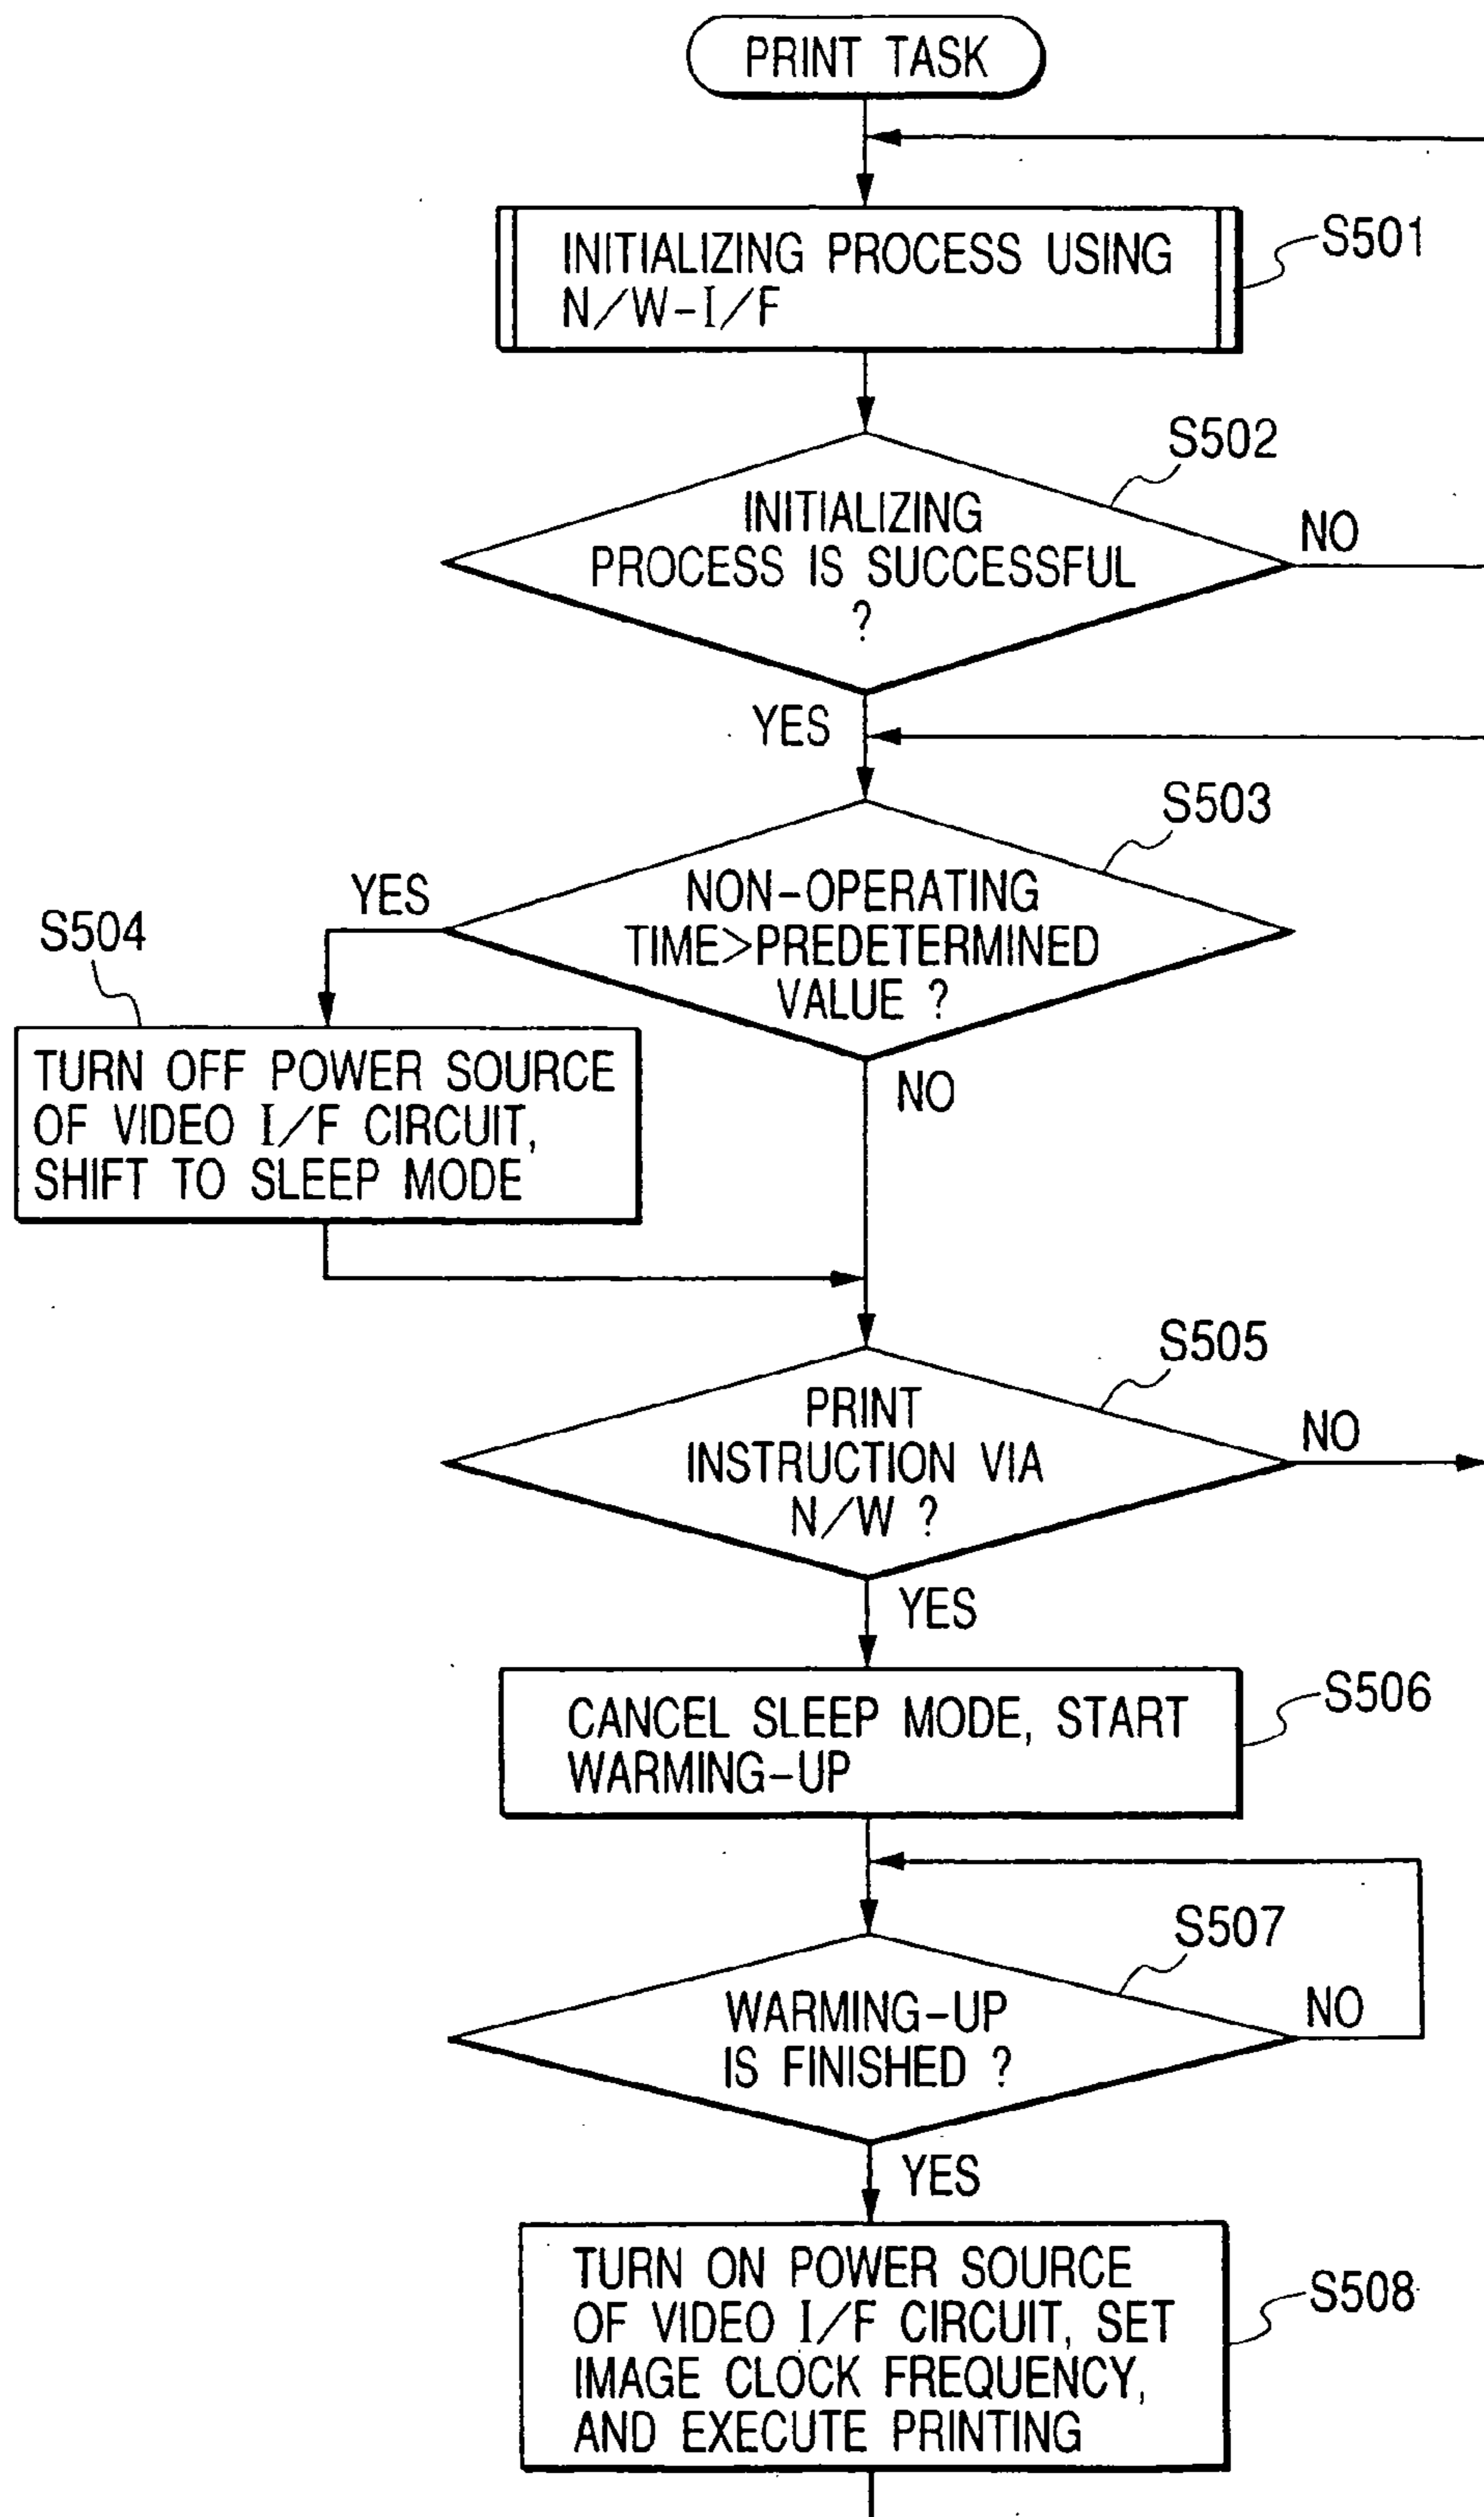 PRINT TASK
INITIALIZING PROCESS USING
N/W-I/F
S501
S502
INITIALIZING
PROCESS IS SUCCESSFUL
?
NO
YES
S503
NON-OPERATING
TIME>PREDETERMINED
VALUE ?
YES
S504
NO
TURN OFF POWER SOURCE
OF VIDEO I/F CIRCUIT,
SHIFT TO SLEEP MODE
S505
PRINT
INSTRUCTION VIA
N/W ?
NO
YES
CANCEL SLEEP MODE, START
WARMING-UP
S506
S507
WARMING-UP
IS FINISHED ?
NO
YES
TURN ON POWER SOURCE
OF VIDEO I/F CIRCUIT, SET
IMAGE CLOCK FREQUENCY,
AND EXECUTE PRINTING
S508